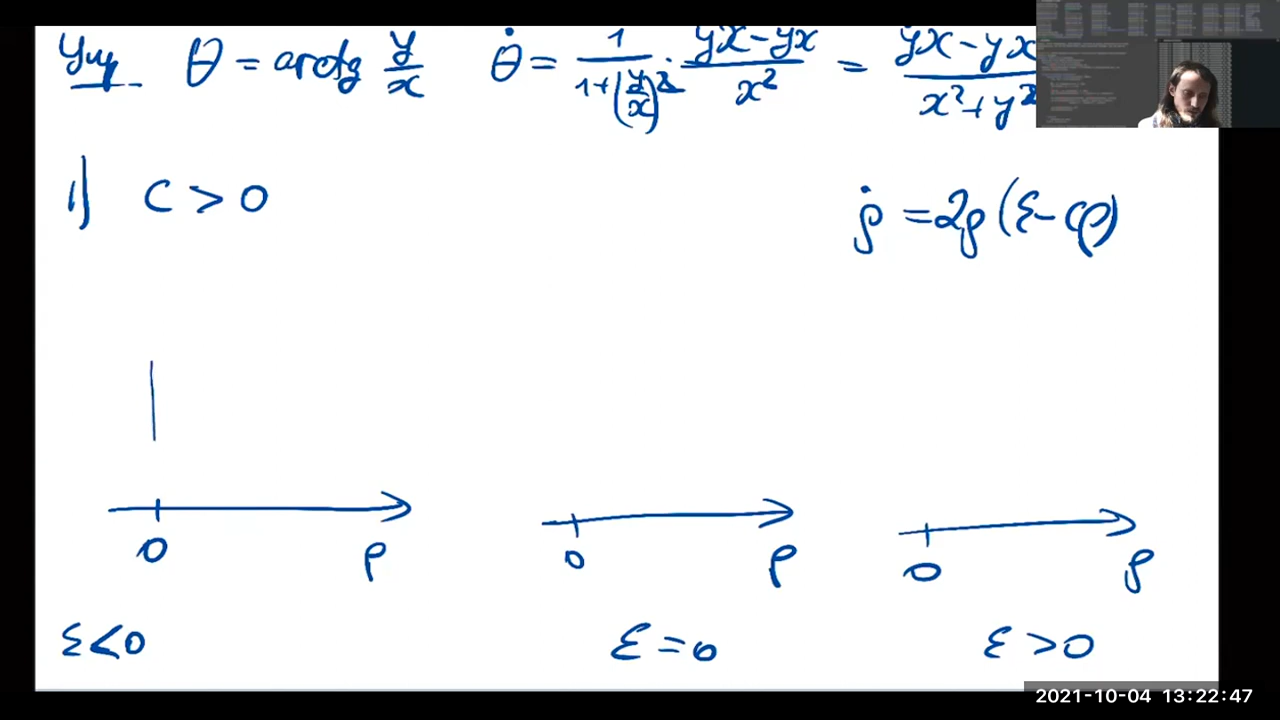 Упр θ = arctg y/x θ̇ = 1/(1+(y/x)²) · (ẏx − yẋ)/x² = (ẏx − yẋ)/(x² + y²)
1) C > 0 ρ̇ = 2ρ(ε − cρ)
0 ρ 0 ρ 0 ρ
ε < 0 ε = 0 ε > 0
2021-10-04 13:22:47